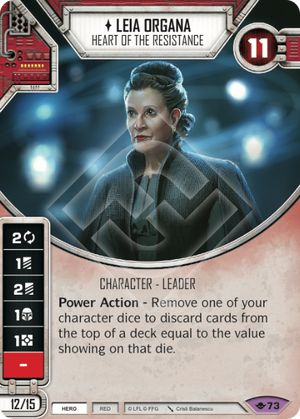 LEIA ORGANA
HEART OF THE RESISTANCE
11
2
1
2
1
1
-
CHARACTER - LEADER
Power Action - Remove one of your
character dice to discard cards from
the top of a deck equal to the value
showing on that die.
12/15
HERO
RED
© LFL © FFG
Cristi Balanescu
73